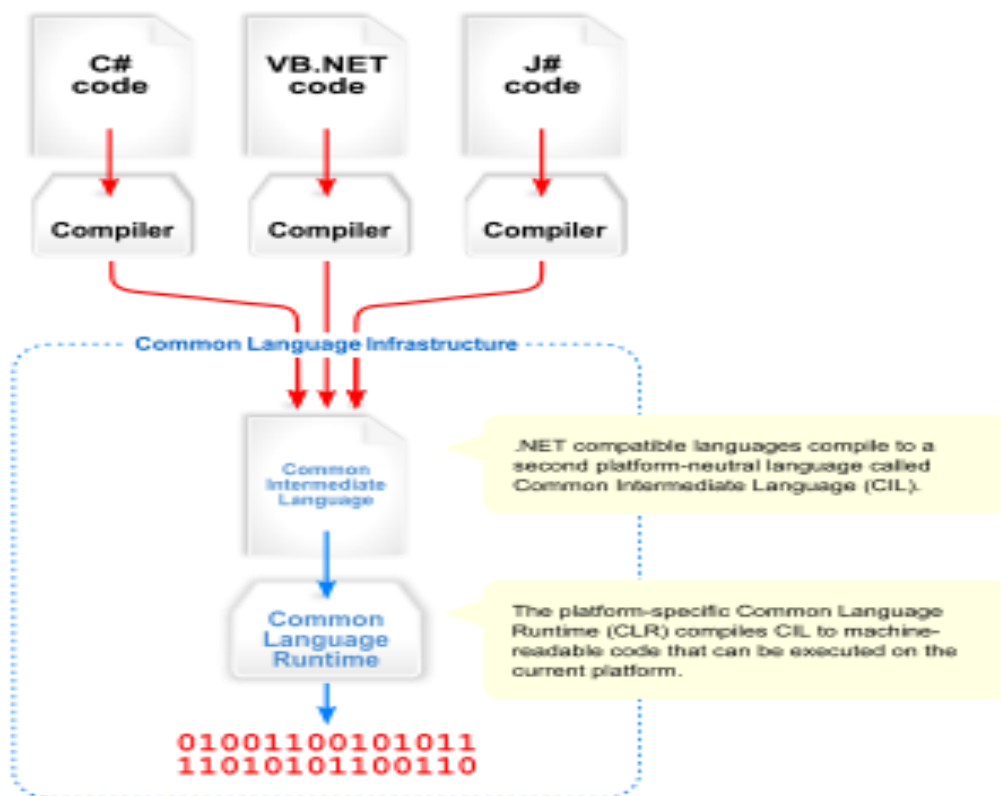 C#
code
VB.NET
code
J#
code
Compiler
Compiler
Compiler
Common Language Infrastructure
Common
Intermediate
Language
.NET compatible languages compile to a
second platform-neutral language called
Common Intermediate Language (CIL).
Common
Language
Runtime
The platform-specific Common Language
Runtime (CLR) compiles CIL to machine-
readable code that can be executed on the
current platform.
01001100101011
11010101100110